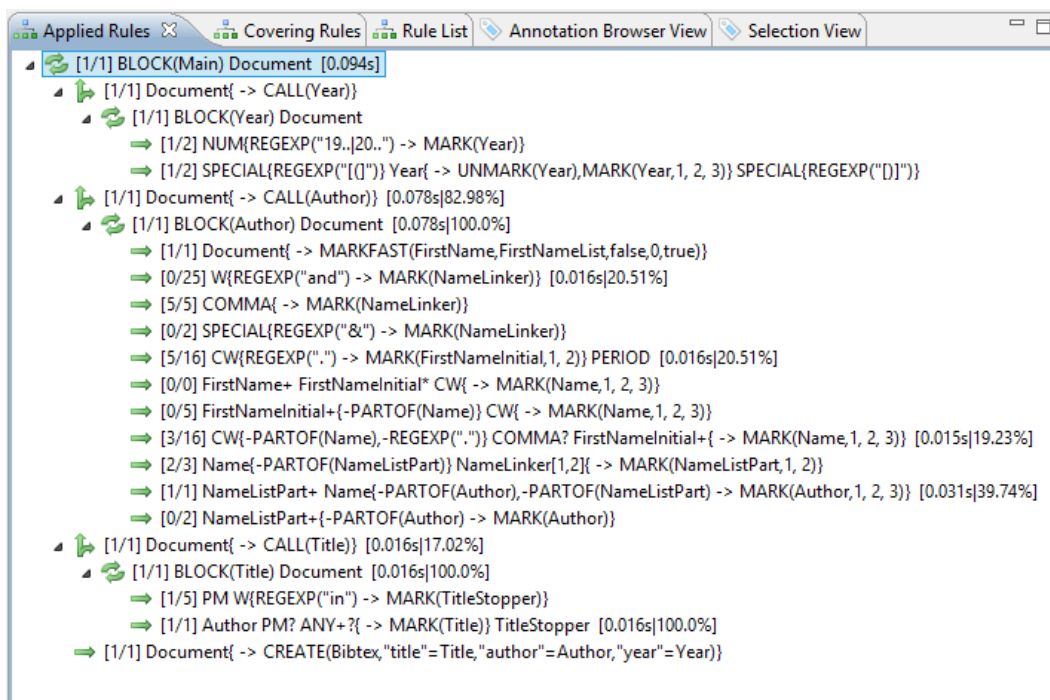 Applied Rules Covering Rules Rule List Annotation Browser View Selection View
[1/1] BLOCK(Main) Document [0.094s]
[1/1] Document{ -> CALL(Year)}
[1/1] BLOCK(Year) Document
[1/2] NUM{REGEXP("19..|20..") -> MARK(Year)}
[1/2] SPECIAL{REGEXP("[(]")} Year{ -> UNMARK(Year),MARK(Year,1, 2, 3)} SPECIAL{REGEXP("[)]")}
[1/1] Document{ -> CALL(Author)} [0.078s|82.98%]
[1/1] BLOCK(Author) Document [0.078s|100.0%]
[1/1] Document{ -> MARKFAST(FirstName,FirstNameList,false,0,true)}
[0/25] W{REGEXP("and") -> MARK(NameLinker)} [0.016s|20.51%]
[5/5] COMMA{ -> MARK(NameLinker)}
[0/2] SPECIAL{REGEXP("&") -> MARK(NameLinker)}
[5/16] CW{REGEXP(".") -> MARK(FirstNameInitial,1, 2)} PERIOD [0.016s|20.51%]
[0/0] FirstName+ FirstNameInitial* CW{ -> MARK(Name,1, 2, 3)}
[0/5] FirstNameInitial+{-PARTOF(Name)} CW{ -> MARK(Name,1, 2, 3)}
[3/16] CW{-PARTOF(Name),-REGEXP(".")} COMMA? FirstNameInitial+{ -> MARK(Name,1, 2, 3)} [0.015s|19.23%]
[2/3] Name{-PARTOF(NameListPart)} NameLinker[1,2]{ -> MARK(NameListPart,1, 2)}
[1/1] NameListPart+ Name{-PARTOF(Author),-PARTOF(NameListPart) -> MARK(Author,1, 2, 3)} [0.031s|39.74%]
[0/2] NameListPart+{-PARTOF(Author) -> MARK(Author)}
[1/1] Document{ -> CALL(Title)} [0.016s|17.02%]
[1/1] BLOCK(Title) Document [0.016s|100.0%]
[1/5] PM W{REGEXP("in") -> MARK(TitleStopper)}
[1/1] Author PM? ANY+?{ -> MARK(Title)} TitleStopper [0.016s|100.0%]
[1/1] Document{ -> CREATE(Bibtex,"title"=Title,"author"=Author,"year"=Year)}